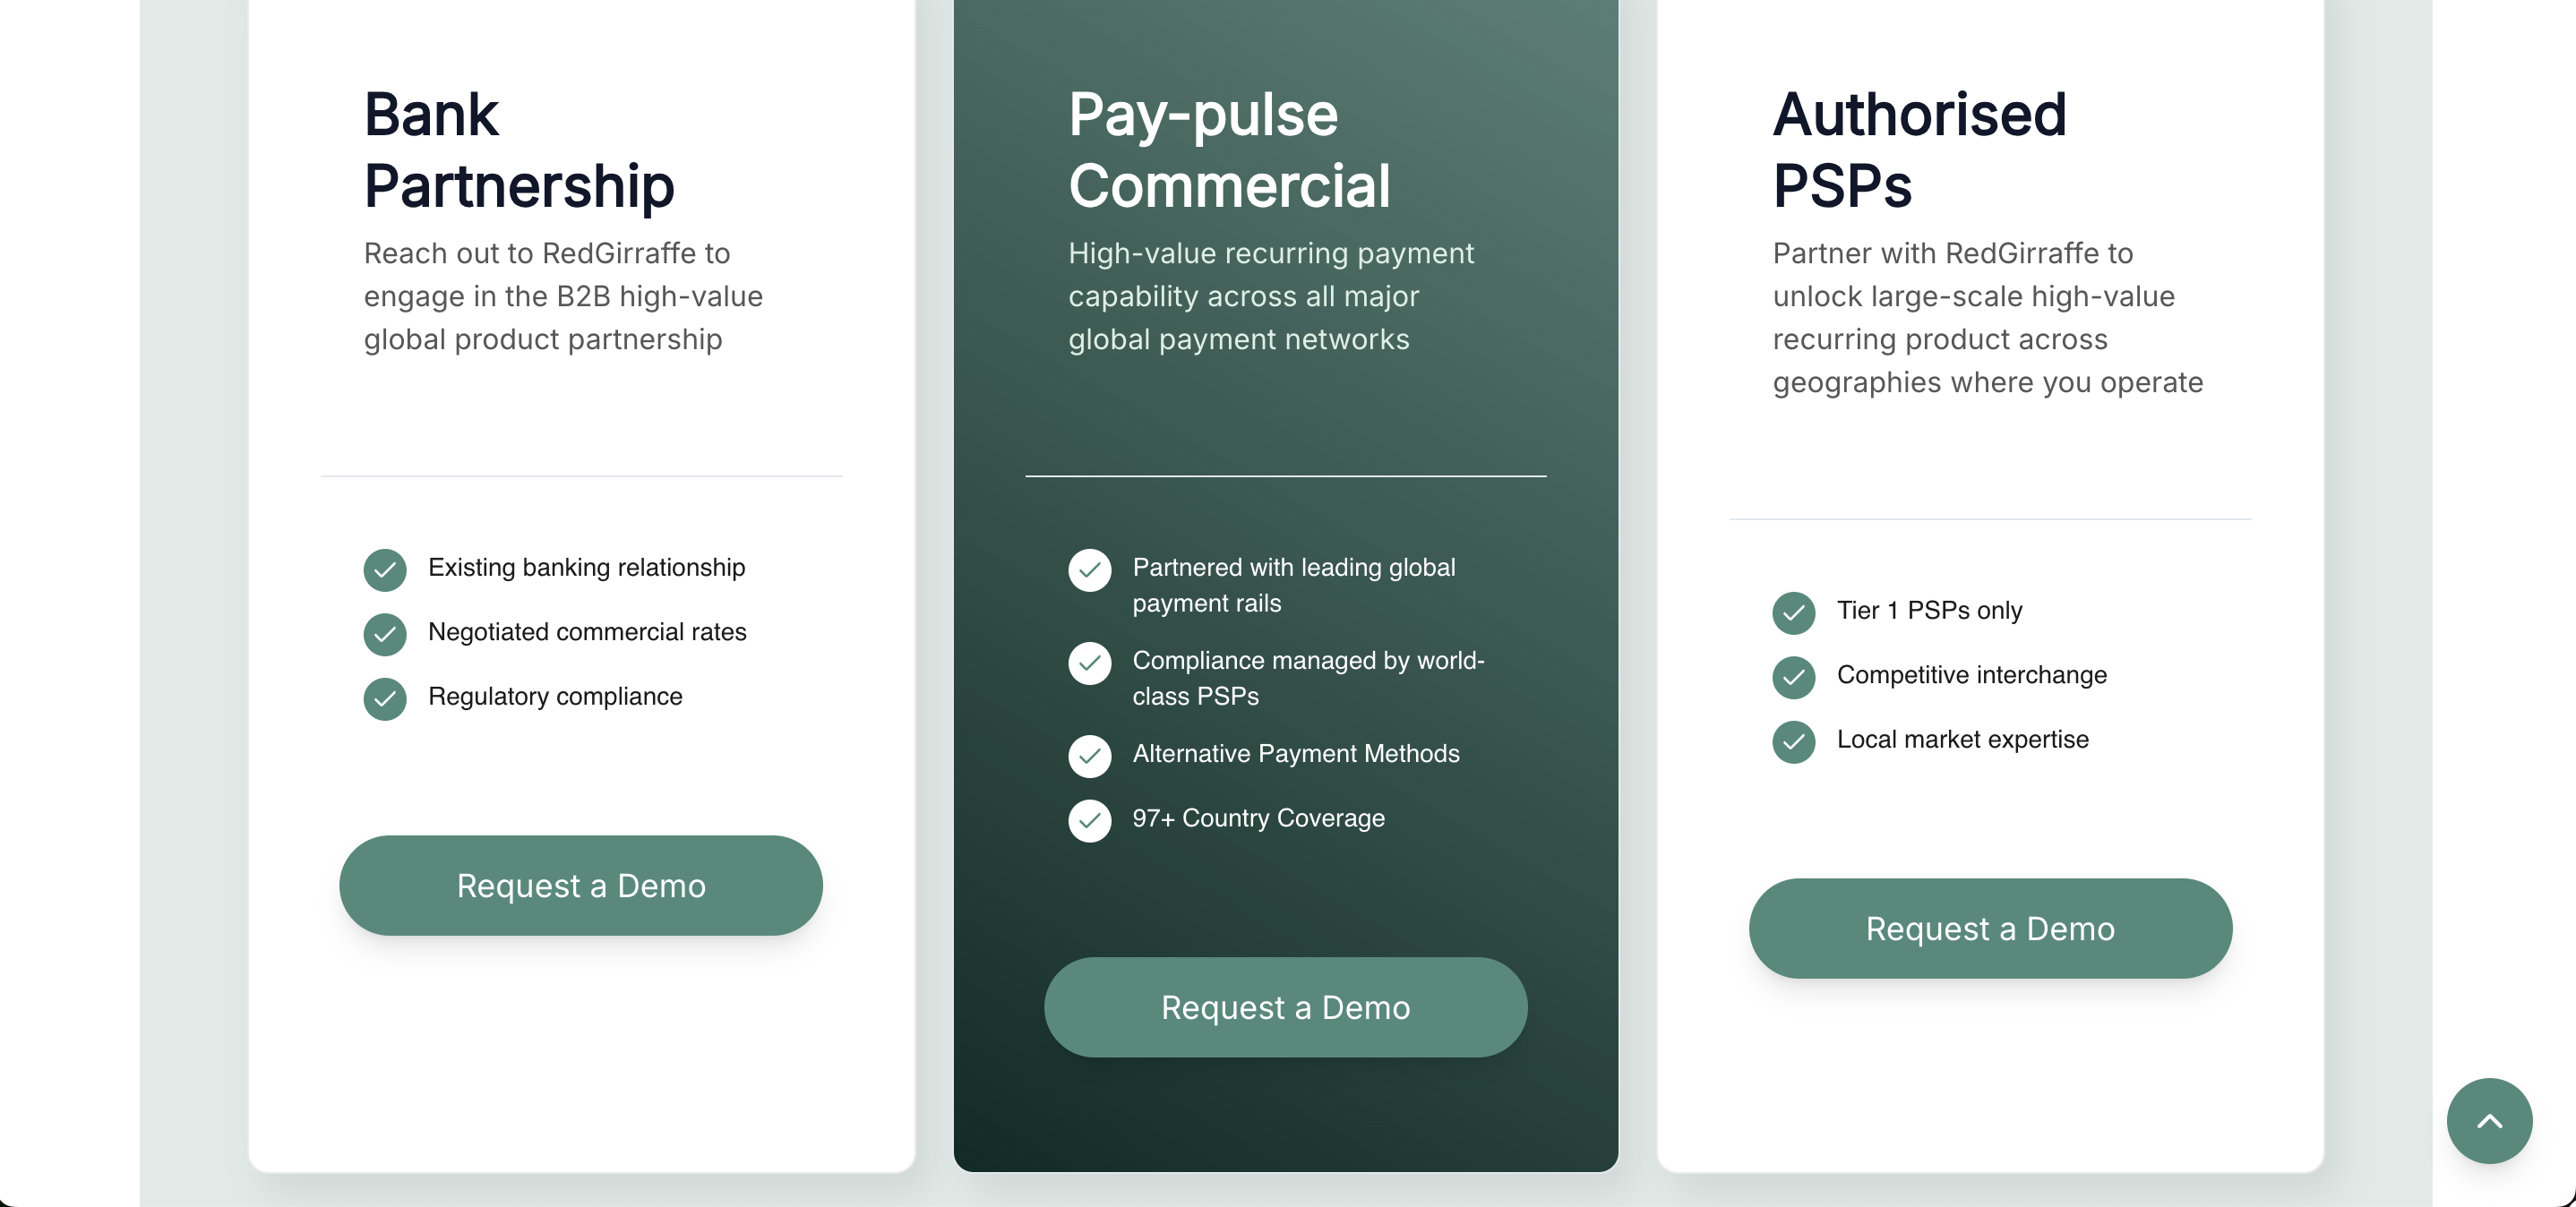 Bank
Partnership
Reach out to RedGirraffe to
engage in the B2B high-value
global product partnership
Existing banking relationship
Negotiated commercial rates
Regulatory compliance
Request a Demo
Pay-pulse
Commercial
High-value recurring payment
capability across all major
global payment networks
Partnered with leading global
payment rails
Compliance managed by world-
class PSPs
Alternative Payment Methods
97+ Country Coverage
Request a Demo
Authorised
PSPs
Partner with RedGirraffe to
unlock large-scale high-value
recurring product across
geographies where you operate
Tier 1 PSPs only
Competitive interchange
Local market expertise
Request a Demo